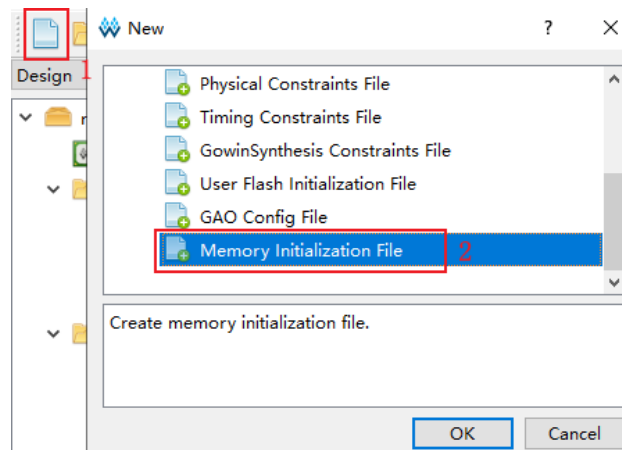 New
?
Design
1
Physical Constraints File
Timing Constraints File
GowinSynthesis Constraints File
User Flash Initialization File
GAO Config File
Memory Initialization File
2
Create memory initialization file.
OK
Cancel